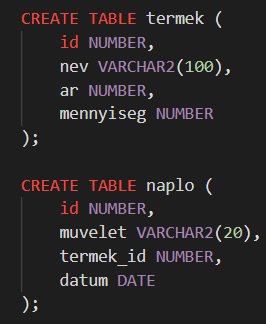 CREATE TABLE termek (
    id NUMBER,
    nev VARCHAR2(100),
    ar NUMBER,
    mennyiseg NUMBER
);

CREATE TABLE naplo (
    id NUMBER,
    muvelet VARCHAR2(20),
    termek_id NUMBER,
    datum DATE
);